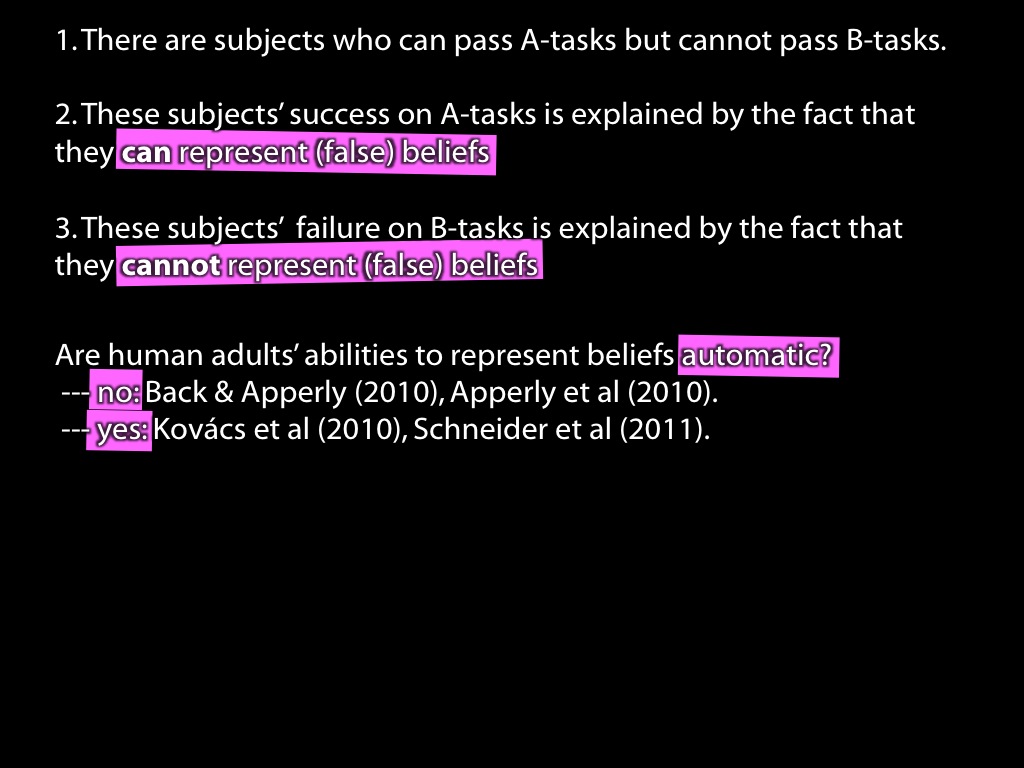 1. There are subjects who can pass A-tasks but cannot pass B-tasks.
2. These subjects’ success on A-tasks is explained by the fact that
they can represent (false) beliefs
3. These subjects’ failure on B-tasks is explained by the fact that
they cannot represent (false) beliefs
Are human adults’ abilities to represent beliefs automatic?
--- no: Back & Apperly (2010), Apperly et al (2010).
--- yes: Kovács et al (2010), Schneider et al (2011).